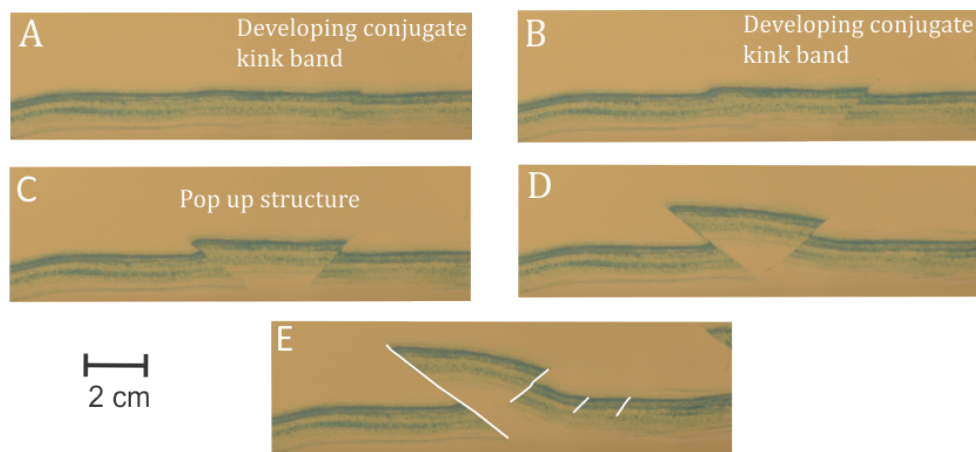 A
Developing conjugate
kink band
B
Developing conjugate
kink band
C
Pop up structure
D
E
2 cm